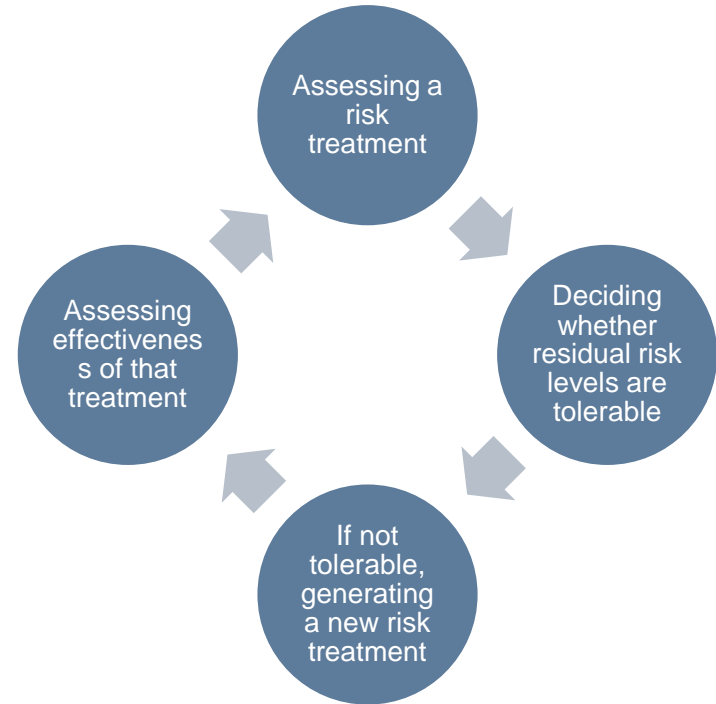 Assessing a
risk
treatment
Deciding
whether
residual risk
levels are
tolerable
If not
tolerable,
generating
a new risk
treatment
Assessing
effectivenes
s of that
treatment